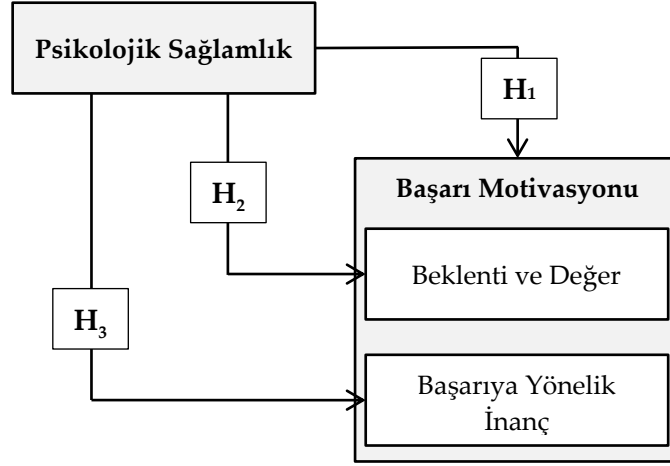 Psikolojik Sağlamlık
H1
Başarı Motivasyonu
H2
Beklenti ve Değer
H3
Başarıya Yönelik
İnanç